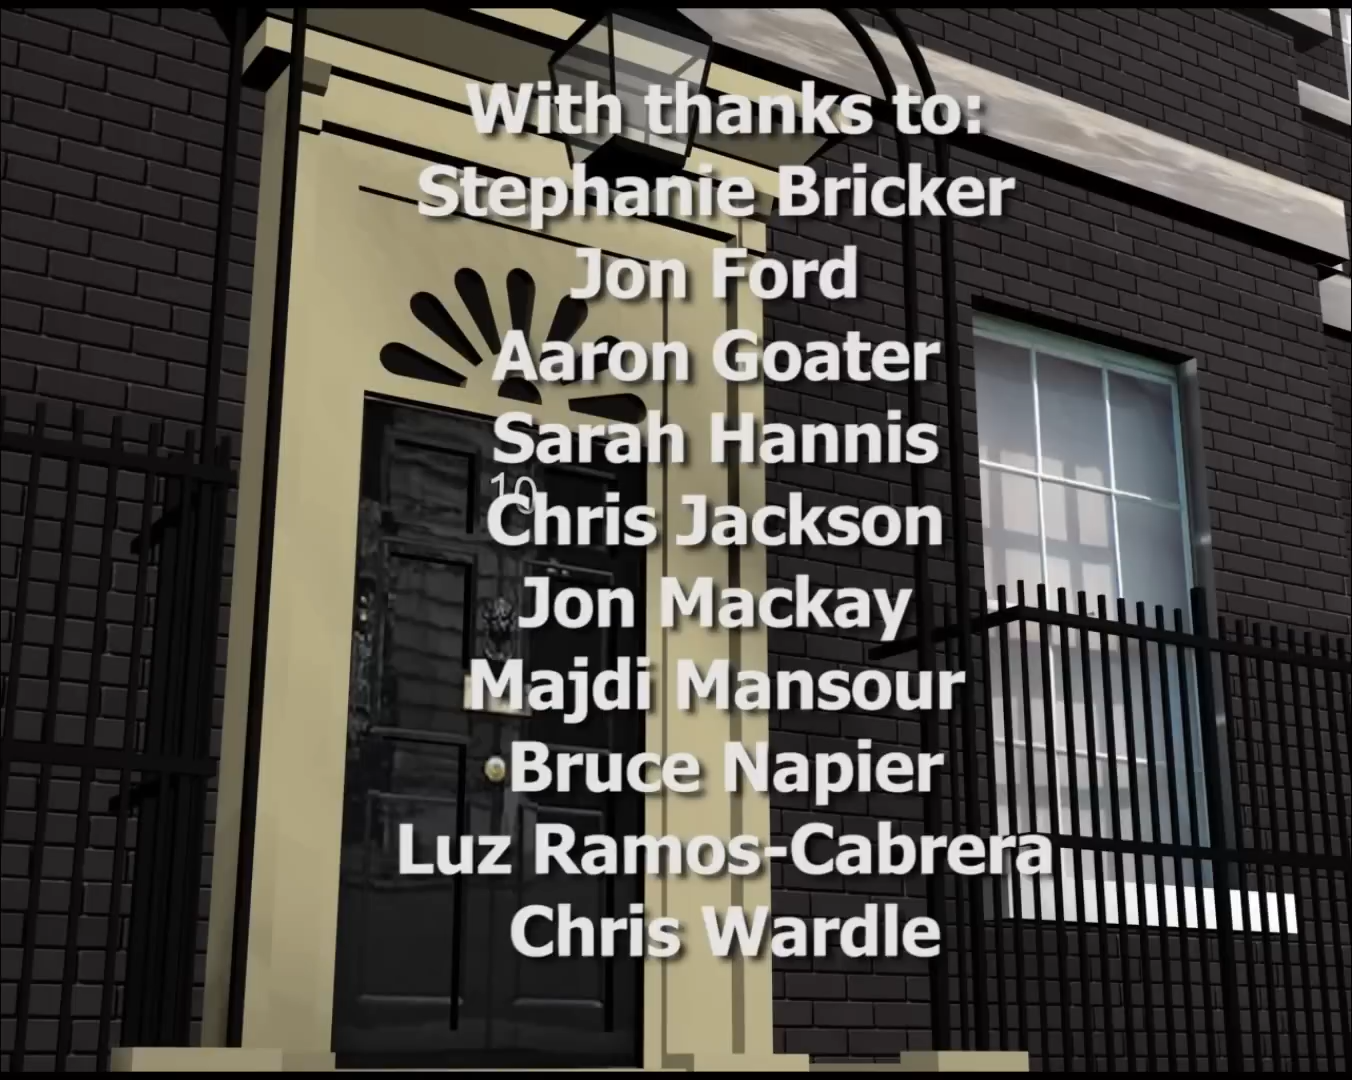 With thanks to:
Stephanie Bricker
Jon Ford
Aaron Goater
Sarah Hannis
10
Chris Jackson
Jon Mackay
Majdi Mansour
Bruce Napier
Luz Ramos-Cabrera
Chris Wardle